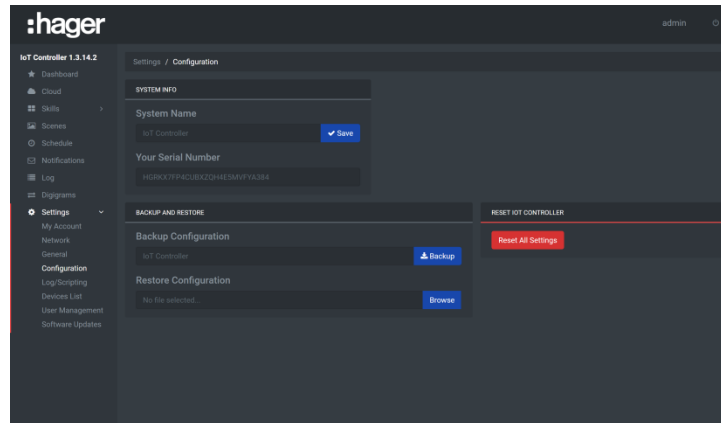 :hager
admin
IoT Controller 1.3.14.2
Dashboard
Cloud
Skills
Scenes
Schedule
Notifications
Log
Digigrams
Settings
My Account
Network
General
Configuration
Log/Scripting
Devices List
User Management
Software Updates
Settings / Configuration
SYSTEM INFO
System Name
IoT Controller
Save
Your Serial Number
BACKUP AND RESTORE
Backup Configuration
IoT Controller
Backup
Restore Configuration
No file selected...
Browse
RESET IOT CONTROLLER
Reset All Settings